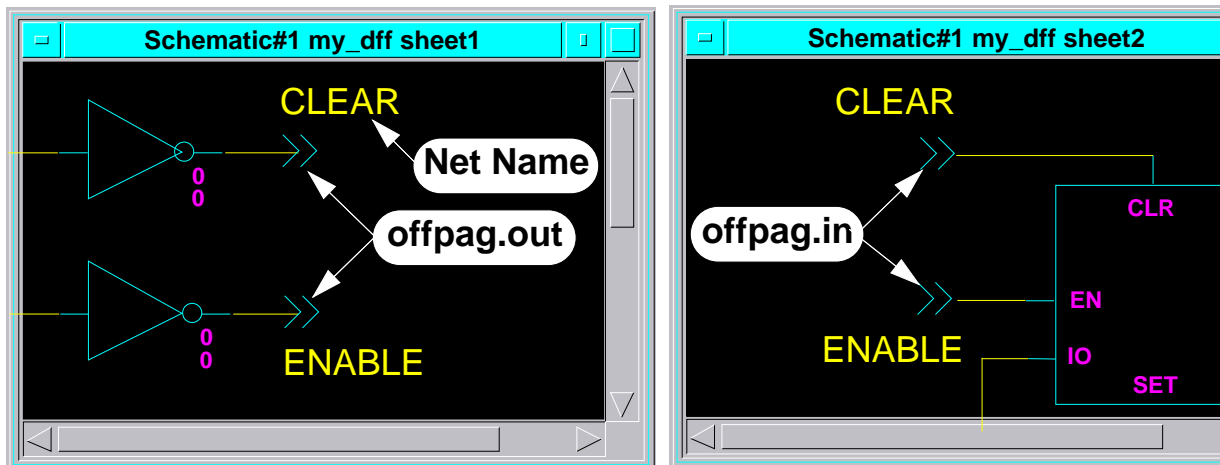 Schematic#1 my_dff sheet1
CLEAR
Net Name
0
0
offpag.out
0
0
ENABLE
Schematic#1 my_dff sheet2
CLEAR
CLR
offpag.in
EN
ENABLE
IO
SET